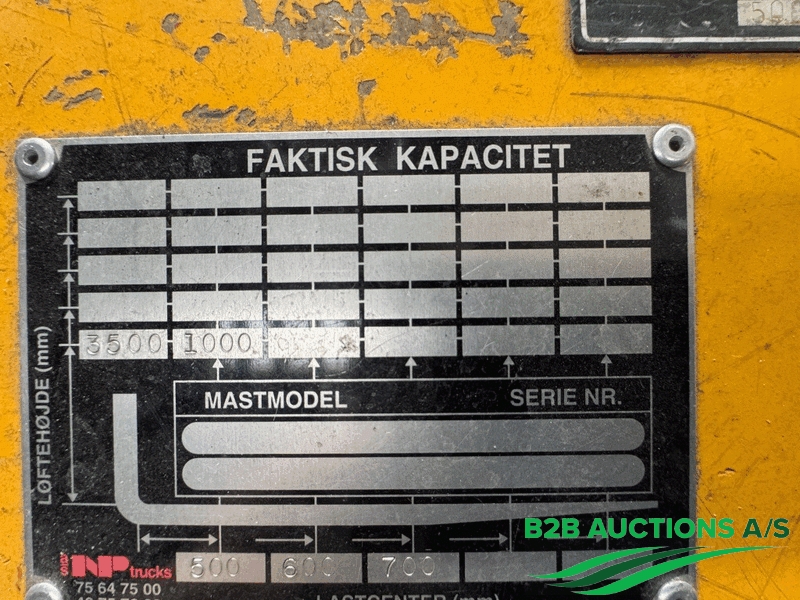 FAKTISK KAPACITET
3500 1000
LØFTEHØJDE (mm)
MASTMODEL SERIE NR.
NP trucks
500 600 700
75 64 75 00
LASTCENTER (mm)
B2B AUCTIONS A/S